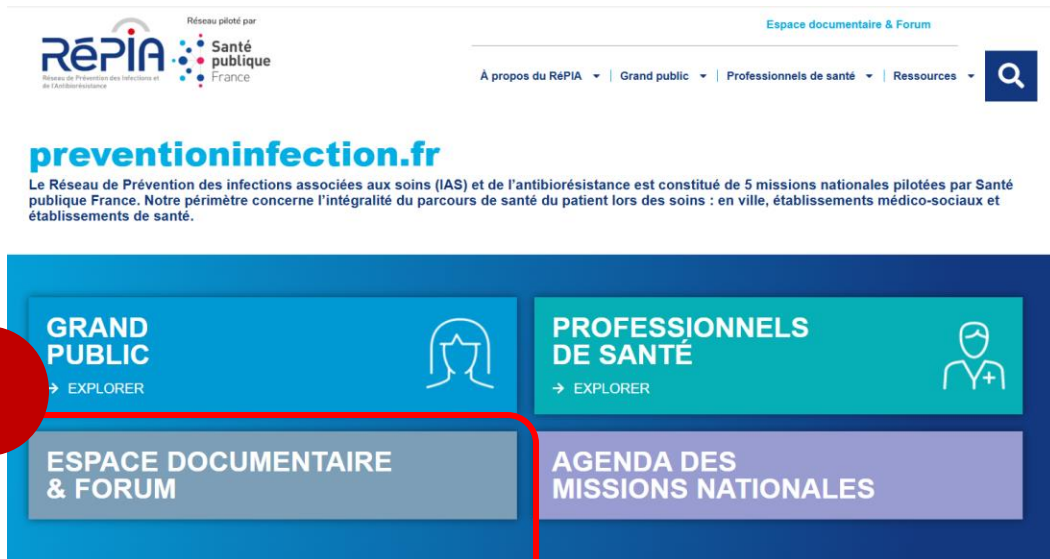 Réseau piloté par
RéPIA
Réseau de Prévention des Infections et
de l'Antibiorésistance
Santé
publique
France
Espace documentaire & Forum
À propos du RéPIA
Grand public
Professionnels de santé
Ressources
preventioninfection.fr
Le Réseau de Prévention des infections associées aux soins (IAS) et de l'antibiorésistance est constitué de 5 missions nationales pilotées par Santé
publique France. Notre périmètre concerne l'intégralité du parcours de santé du patient lors des soins : en ville, établissements médico-sociaux et
établissements de santé.
GRAND
PUBLIC
→ EXPLORER
PROFESSIONNELS
DE SANTÉ
→ EXPLORER
ESPACE DOCUMENTAIRE
& FORUM
AGENDA DES
MISSIONS NATIONALES